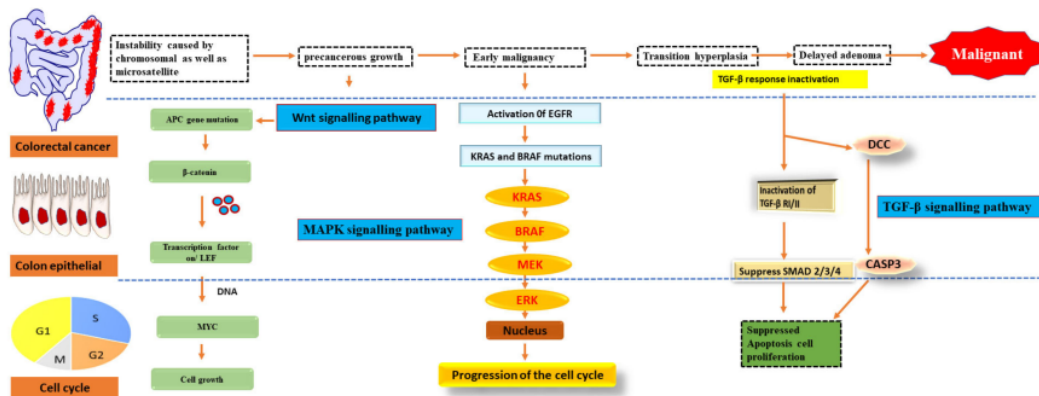 Instability caused by
chromosomal as well as
microsatellite
precancerous growth
Early malignancy
Transition hyperplasia
Delayed adenoma
Malignant
TGF-β response inactivation
Colorectal cancer
APC gene mutation
Wnt signalling pathway
β-catenin
Transcription factor
on/ LEF
DNA
MYC
Cell growth
Colon epithelial
G1
S
M
G2
Cell cycle
Activation 0f EGFR
KRAS and BRAF mutations
KRAS
MAPK signalling pathway
BRAF
MEK
ERK
Nucleus
Progression of the cell cycle
DCC
Inactivation of
TGF-β RI/II
TGF-β signalling pathway
Suppress SMAD 2/3/4
CASP3
Suppressed
Apoptosis cell
proliferation